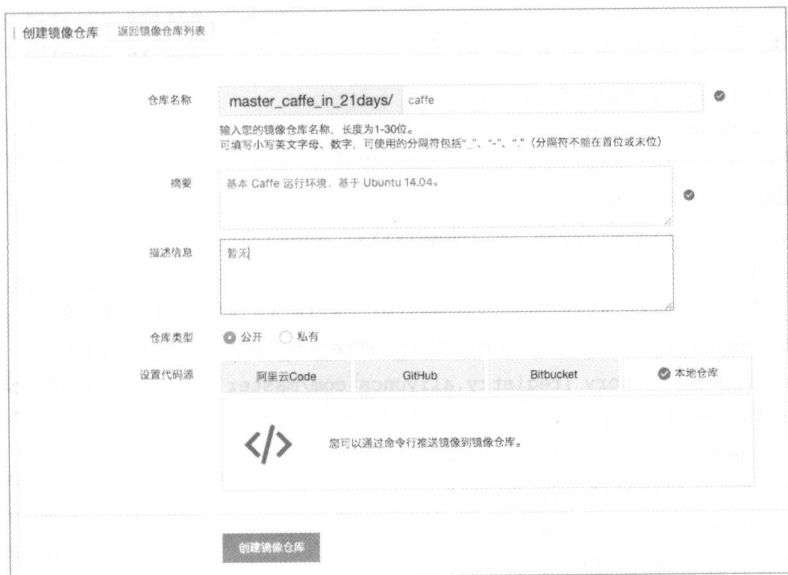 创建镜像仓库 返回镜像仓库列表
仓库名称 master_caffe_in_21days/ caffe
输入您的镜像仓库名称，长度为1-30位。
可填写小写英文字母、数字，可使用的分隔符包括“_”、“-”、“.”（分隔符不能在首位或末位）
摘要 基本 Caffe 运行环境，基于 Ubuntu 14.04。
描述信息 暂无
仓库类型 公开 私有
设置代码源 阿里云Code GitHub Bitbucket 本地仓库
</> 您可以通过命令行推送镜像到镜像仓库。
创建镜像仓库